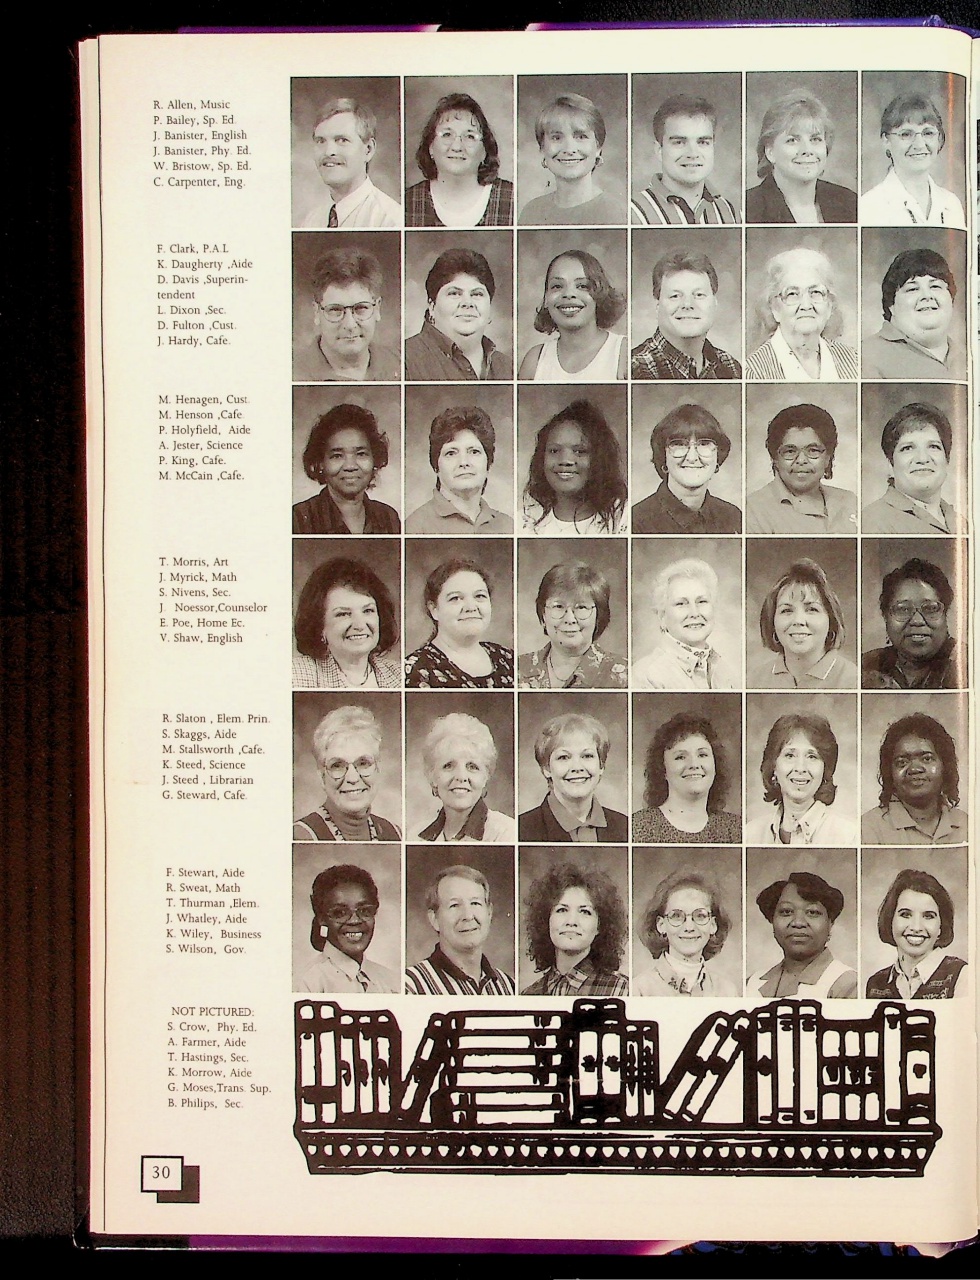 R. Allen, Music
P. Bailey, Sp. Ed.
J. Banister, English
J. Banister, Phy. Ed.
W. Bristow, Sp. Ed.
C. Carpenter, Eng.
F. Clark, P.A.L
K. Daugherty ,Aide
D. Davis ,Superin-
tendent
L. Dixon ,Sec.
D. Fulton ,Cust.
J. Hardy, Cafe.
M. Henagen, Cust.
M. Henson ,Cafe.
P. Holyfield, Aide
A. Jester, Science
P. King, Cafe.
M. McCain ,Cafe.
T. Morris, Art
J. Myrick, Math
S. Nivens, Sec.
J. Noessor,Counselor
E. Poe, Home Ec.
V. Shaw, English
R. Slaton , Elem. Prin.
S. Skaggs, Aide
M. Stallsworth ,Cafe.
K. Steed, Science
J. Steed , Librarian
G. Steward, Cafe.
F. Stewart, Aide
R. Sweat, Math
T. Thurman ,Elem.
J. Whatley, Aide
K. Wiley, Business
S. Wilson, Gov.
NOT PICTURED:
S. Crow, Phy. Ed.
A. Farmer, Aide
T. Hastings, Sec.
K. Morrow, Aide
G. Moses,Trans. Sup.
B. Philips, Sec.
30